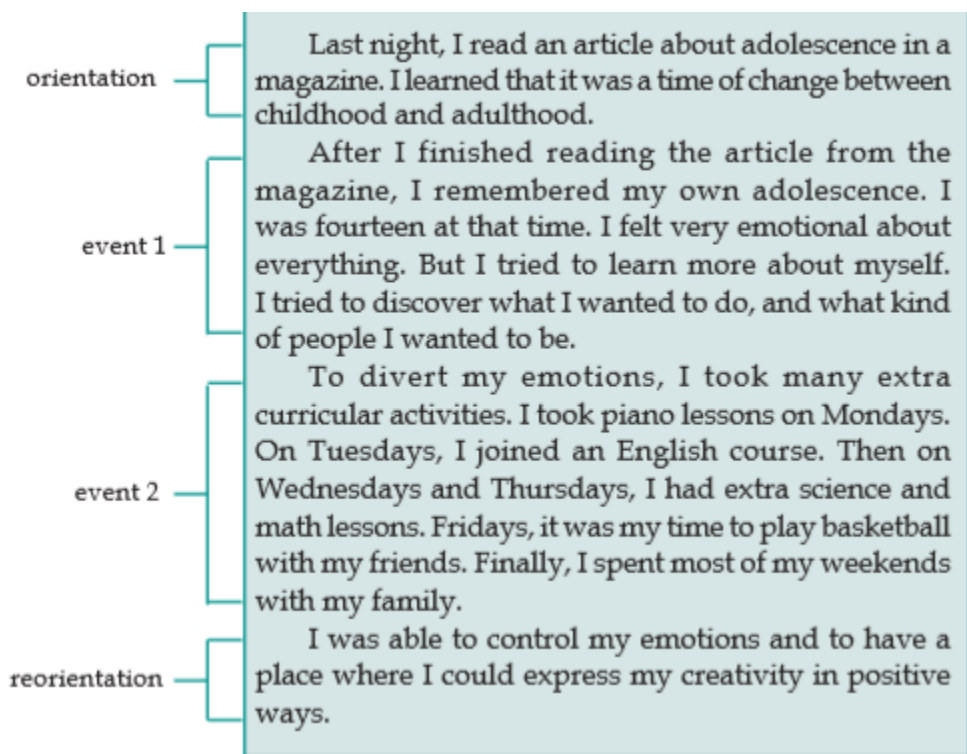 orientation
Last night, I read an article about adolescence in a
magazine. I learned that it was a time of change between
childhood and adulthood.
event 1
After I finished reading the article from the
magazine, I remembered my own adolescence. I
was fourteen at that time. I felt very emotional about
everything. But I tried to learn more about myself.
I tried to discover what I wanted to do, and what kind
of people I wanted to be.
event 2
To divert my emotions, I took many extra
curricular activities. I took piano lessons on Mondays.
On Tuesdays, I joined an English course. Then on
Wednesdays and Thursdays, I had extra science and
math lessons. Fridays, it was my time to play basketball
with my friends. Finally, I spent most of my weekends
with my family.
reorientation
I was able to control my emotions and to have a
place where I could express my creativity in positive
ways.